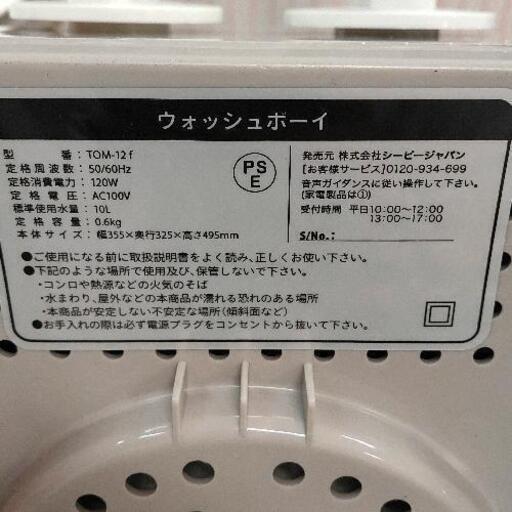 ウォッシュボーイ
型番：TOM-12f
定格周波数：50/60Hz
定格消費電力：120W
定格電圧：AC100V
標準使用水量：10L
定格容量：0.6kg
本体サイズ：幅355×奥行325×高さ495mm
PS
E
発売元 株式会社シービージャパン
[お客様サービス]0120-934-699
音声ガイダンスに従い操作して下さい
(家電製品は①)
受付時間 平日10:00〜12:00
13:00〜17:00
S/No.:
●ご使用になる前に取扱説明書をよく読み、正しくお使い下さい。
●下記のような場所で使用及び、保管しないで下さい。
・コンロや熱源などの火気のそば
・水まわり、屋外などの本商品が濡れる恐れのある場所
・本商品が安定しない不安定な場所(傾斜面など)
●お手入れの際は必ず電源プラグをコンセントから抜いて下さい。